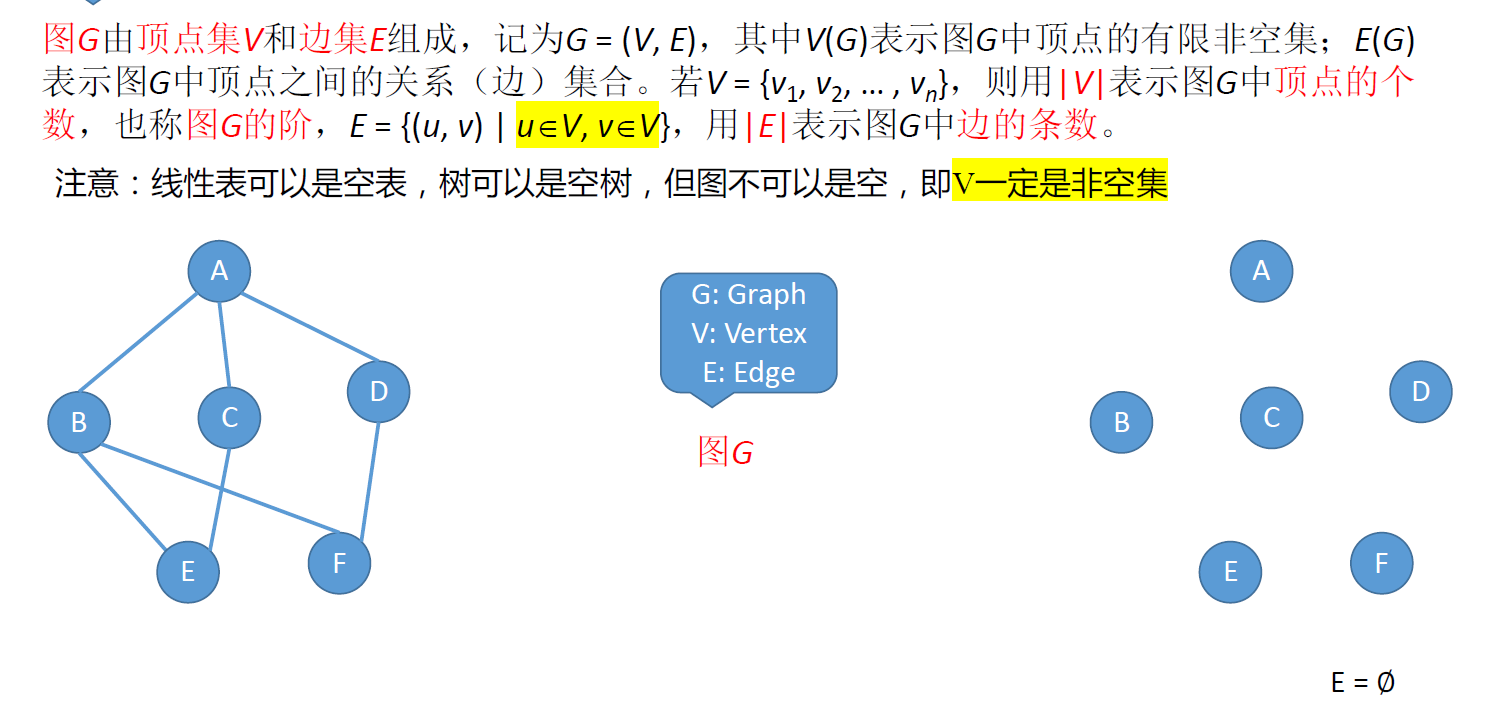 图G由顶点集V和边集E组成，记为G = (V, E)，其中V(G)表示图G中顶点的有限非空集；E(G)
表示图G中顶点之间的关系（边）集合。若V = {v₁, v₂, … , vₙ}，则用|V|表示图G中顶点的个
数，也称图G的阶，E = {(u, v) | u∈V, v∈V}，用|E|表示图G中边的条数。
注意：线性表可以是空表，树可以是空树，但图不可以是空，即V一定是非空集
A
B
C
D
E
F
G: Graph
V: Vertex
E: Edge
图G
A
B
C
D
E
F
E = ∅